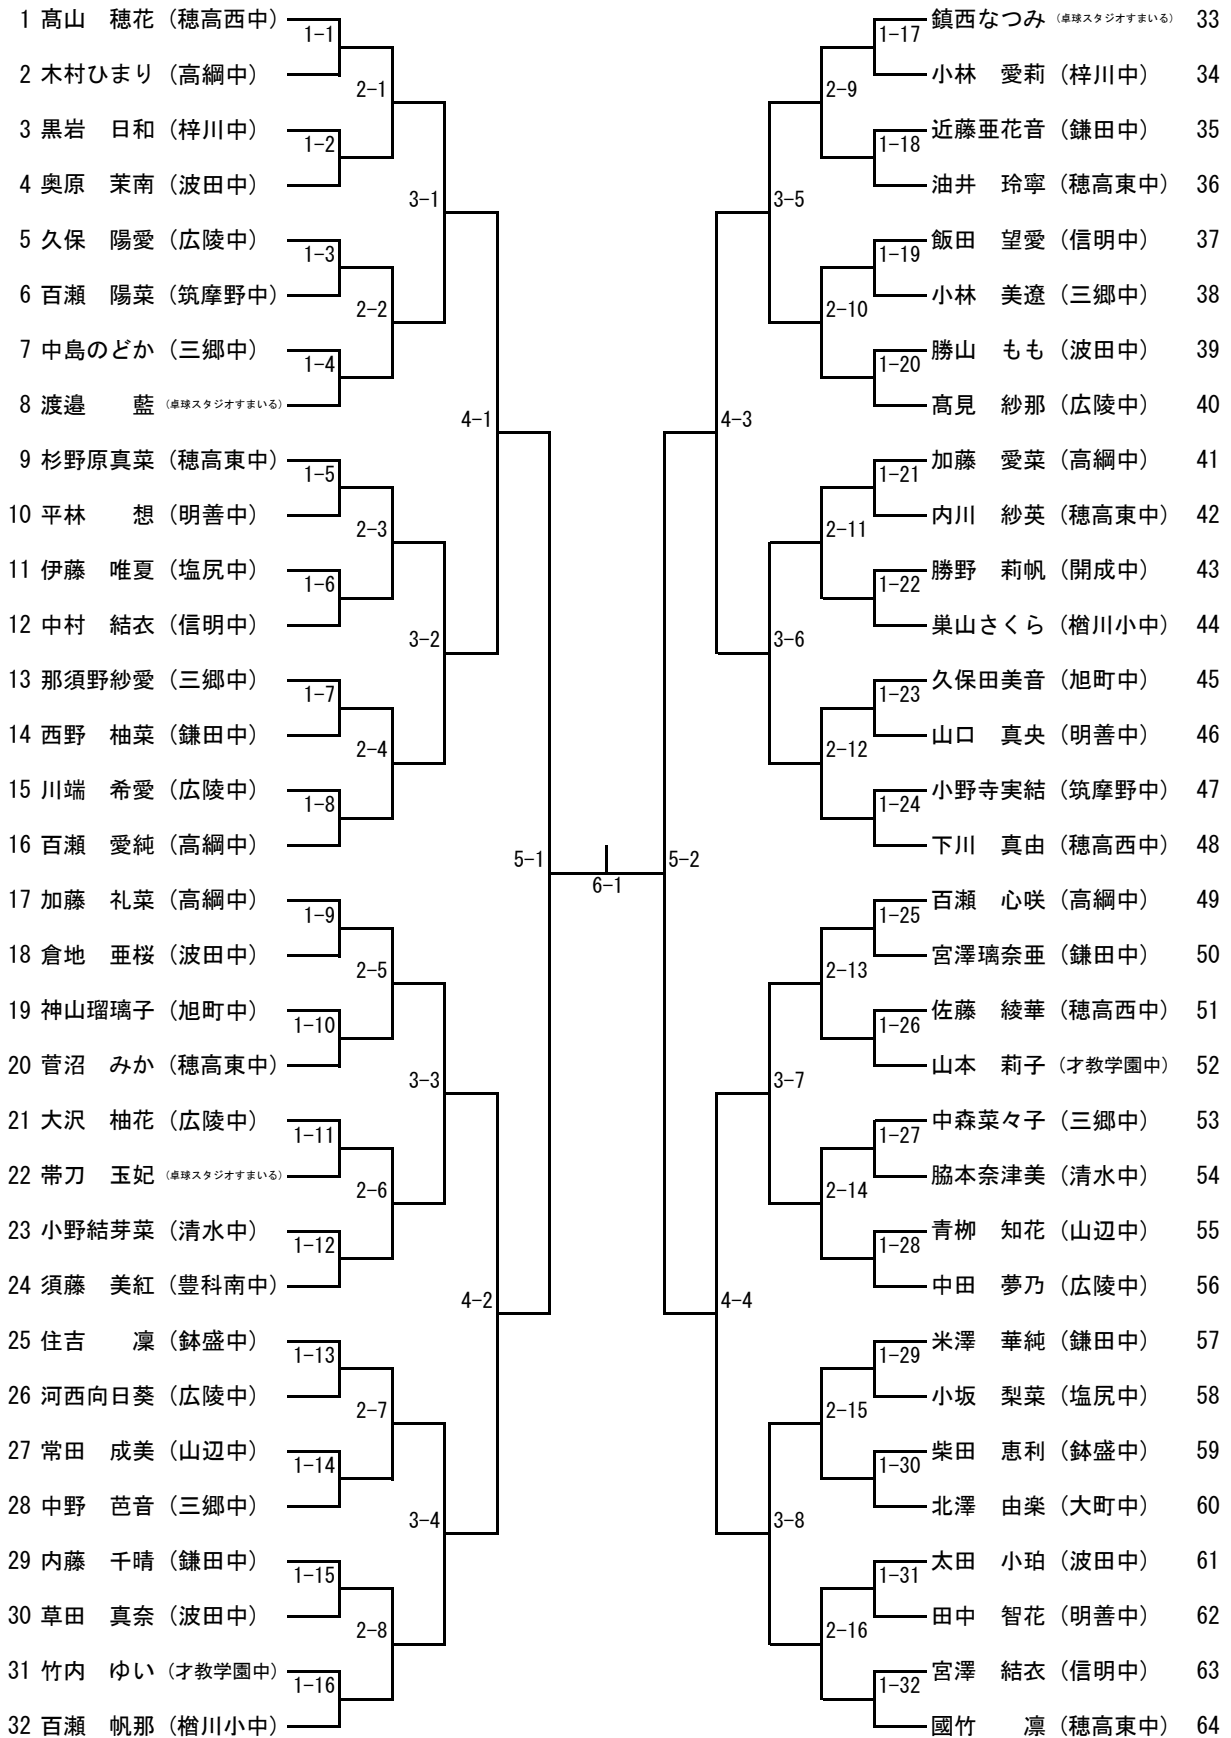 1 髙山　穂花（穂高西中）
1-1
2 木村ひまり（高綱中）
2-1
3 黒岩　日和（梓川中）
1-2
4 奥原　茉南（波田中）
3-1
5 久保　陽愛（広陵中）
1-3
6 百瀬　陽菜（筑摩野中）
2-2
7 中島のどか（三郷中）
1-4
8 渡邉　　藍（卓球スタジオすまいる）
4-1
9 杉野原真菜（穂高東中）
1-5
10 平林　　想（明善中）
2-3
11 伊藤　唯夏（塩尻中）
1-6
12 中村　結衣（信明中）
3-2
13 那須野紗愛（三郷中）
1-7
14 西野　柚菜（鎌田中）
2-4
15 川端　希愛（広陵中）
1-8
16 百瀬　愛純（高綱中）
5-1
17 加藤　礼菜（高綱中）
1-9
18 倉地　亜桜（波田中）
2-5
19 神山瑠璃子（旭町中）
1-10
20 菅沼　みか（穂高東中）
3-3
21 大沢　柚花（広陵中）
1-11
22 帯刀　玉妃（卓球スタジオすまいる）
2-6
23 小野結芽菜（清水中）
1-12
24 須藤　美紅（豊科南中）
4-2
25 住吉　　凜（鉢盛中）
1-13
26 河西向日葵（広陵中）
2-7
27 常田　成美（山辺中）
1-14
28 中野　芭音（三郷中）
3-4
29 内藤　千晴（鎌田中）
1-15
30 草田　真奈（波田中）
2-8
31 竹内　ゆい（才教学園中）
1-16
32 百瀬　帆那（楢川小中）
6-1
鎮西なつみ（卓球スタジオすまいる） 33
1-17
小林　愛莉（梓川中） 34
2-9
近藤亜花音（鎌田中） 35
1-18
油井　玲寧（穂高東中） 36
3-5
飯田　望愛（信明中） 37
1-19
小林　美遼（三郷中） 38
2-10
勝山　もも（波田中） 39
1-20
髙見　紗那（広陵中） 40
4-3
加藤　愛菜（高綱中） 41
1-21
内川　紗英（穂高東中） 42
2-11
勝野　莉帆（開成中） 43
1-22
巣山さくら（楢川小中） 44
3-6
久保田美音（旭町中） 45
1-23
山口　真央（明善中） 46
2-12
小野寺実結（筑摩野中） 47
1-24
下川　真由（穂高西中） 48
5-2
百瀬　心咲（高綱中） 49
1-25
宮澤璃奈亜（鎌田中） 50
2-13
佐藤　綾華（穂高西中） 51
1-26
山本　莉子（才教学園中） 52
3-7
中森菜々子（三郷中） 53
1-27
脇本奈津美（清水中） 54
2-14
青栁　知花（山辺中） 55
1-28
中田　夢乃（広陵中） 56
4-4
米澤　華純（鎌田中） 57
1-29
小坂　梨菜（塩尻中） 58
2-15
柴田　恵利（鉢盛中） 59
1-30
北澤　由楽（大町中） 60
3-8
太田　小珀（波田中） 61
1-31
田中　智花（明善中） 62
2-16
宮澤　結衣（信明中） 63
1-32
國竹　　凛（穂高東中） 64